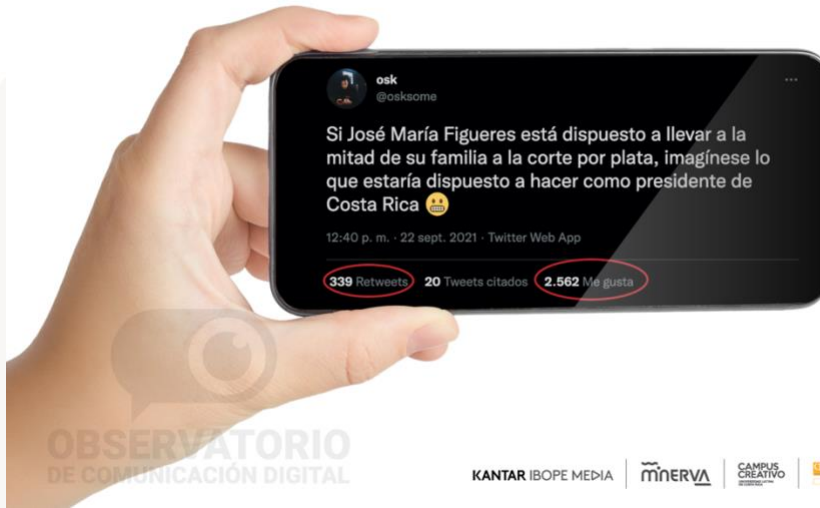 osk
@osksome
Si José María Figueres está dispuesto a llevar a la
mitad de su familia a la corte por plata, imagínese lo
que estaría dispuesto a hacer como presidente de
Costa Rica 😬
12:40 p. m. · 22 sept. 2021 · Twitter Web App
339 Retweets 20 Tweets citados 2.562 Me gusta
OBSERVATORIO
DE COMUNICACIÓN DIGITAL
KANTAR IBOPE MEDIA
MINERVA
CAMPUS
CREATIVO